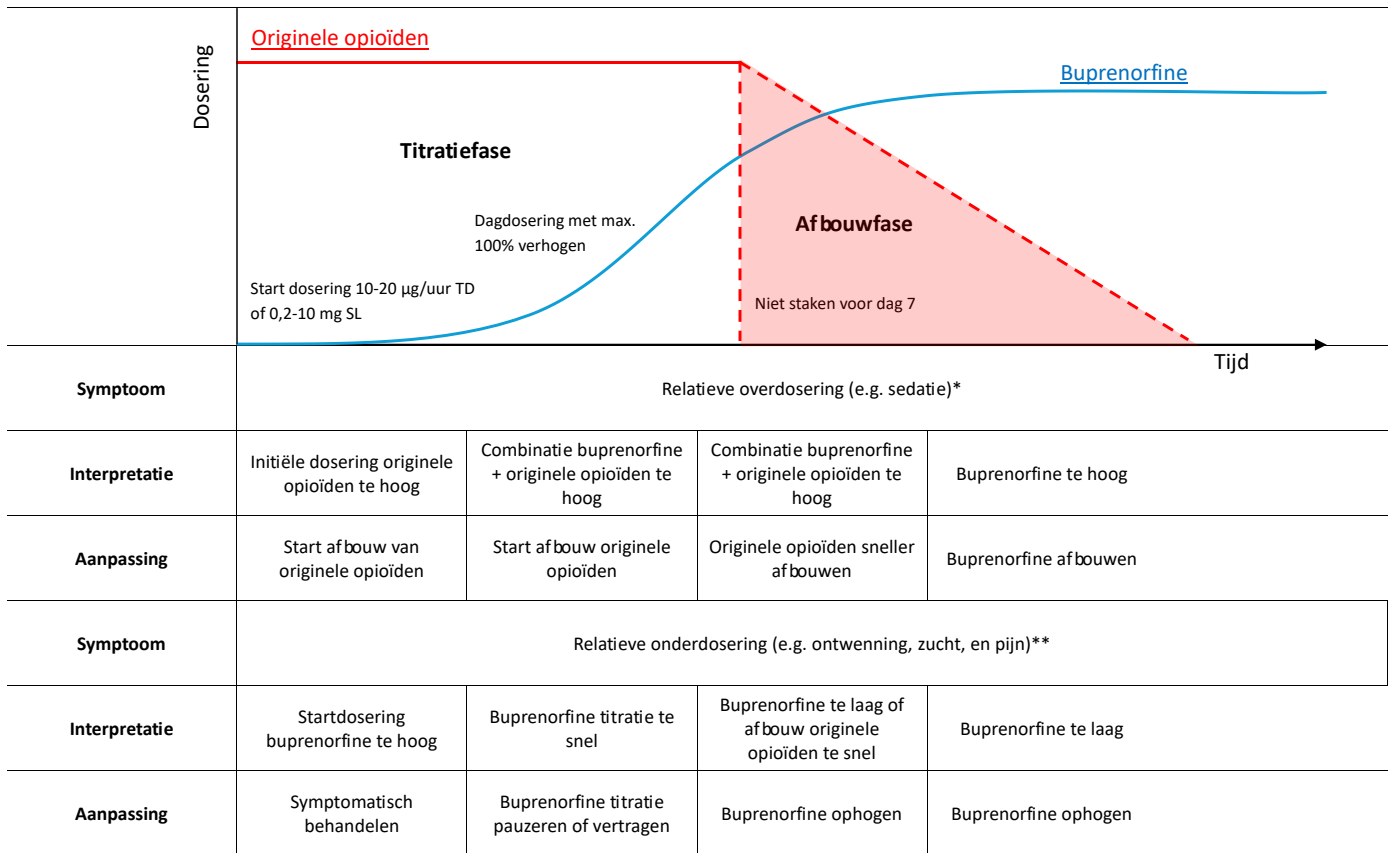 Originele opioïden
Dosering
Buprenorfine
Titratiefase
Dagdosering met max.
100% verhogen
Afbouwfase
Start dosering 10-20 µg/uur TD
of 0,2-10 mg SL
Niet staken voor dag 7
Tijd
Symptoom
Relatieve overdosering (e.g. sedatie)*
Interpretatie
Initiële dosering originele
opioïden te hoog
Combinatie buprenorfine
+ originele opioïden te
hoog
Combinatie buprenorfine
+ originele opioïden te
hoog
Buprenorfine te hoog
Aanpassing
Start afbouw van
originele opioïden
Start afbouw originele
opioïden
Originele opioïden sneller
afbouwen
Buprenorfine afbouwen
Symptoom
Relatieve onderdosering (e.g. ontwenning, zucht, en pijn)**
Interpretatie
Startdosering
buprenorfine te hoog
Buprenorfine titratie te
snel
Buprenorfine te laag of
afbouw originele
opioïden te snel
Buprenorfine te laag
Aanpassing
Symptomatisch
behandelen
Buprenorfine titratie
pauzeren of vertragen
Buprenorfine ophogen
Buprenorfine ophogen